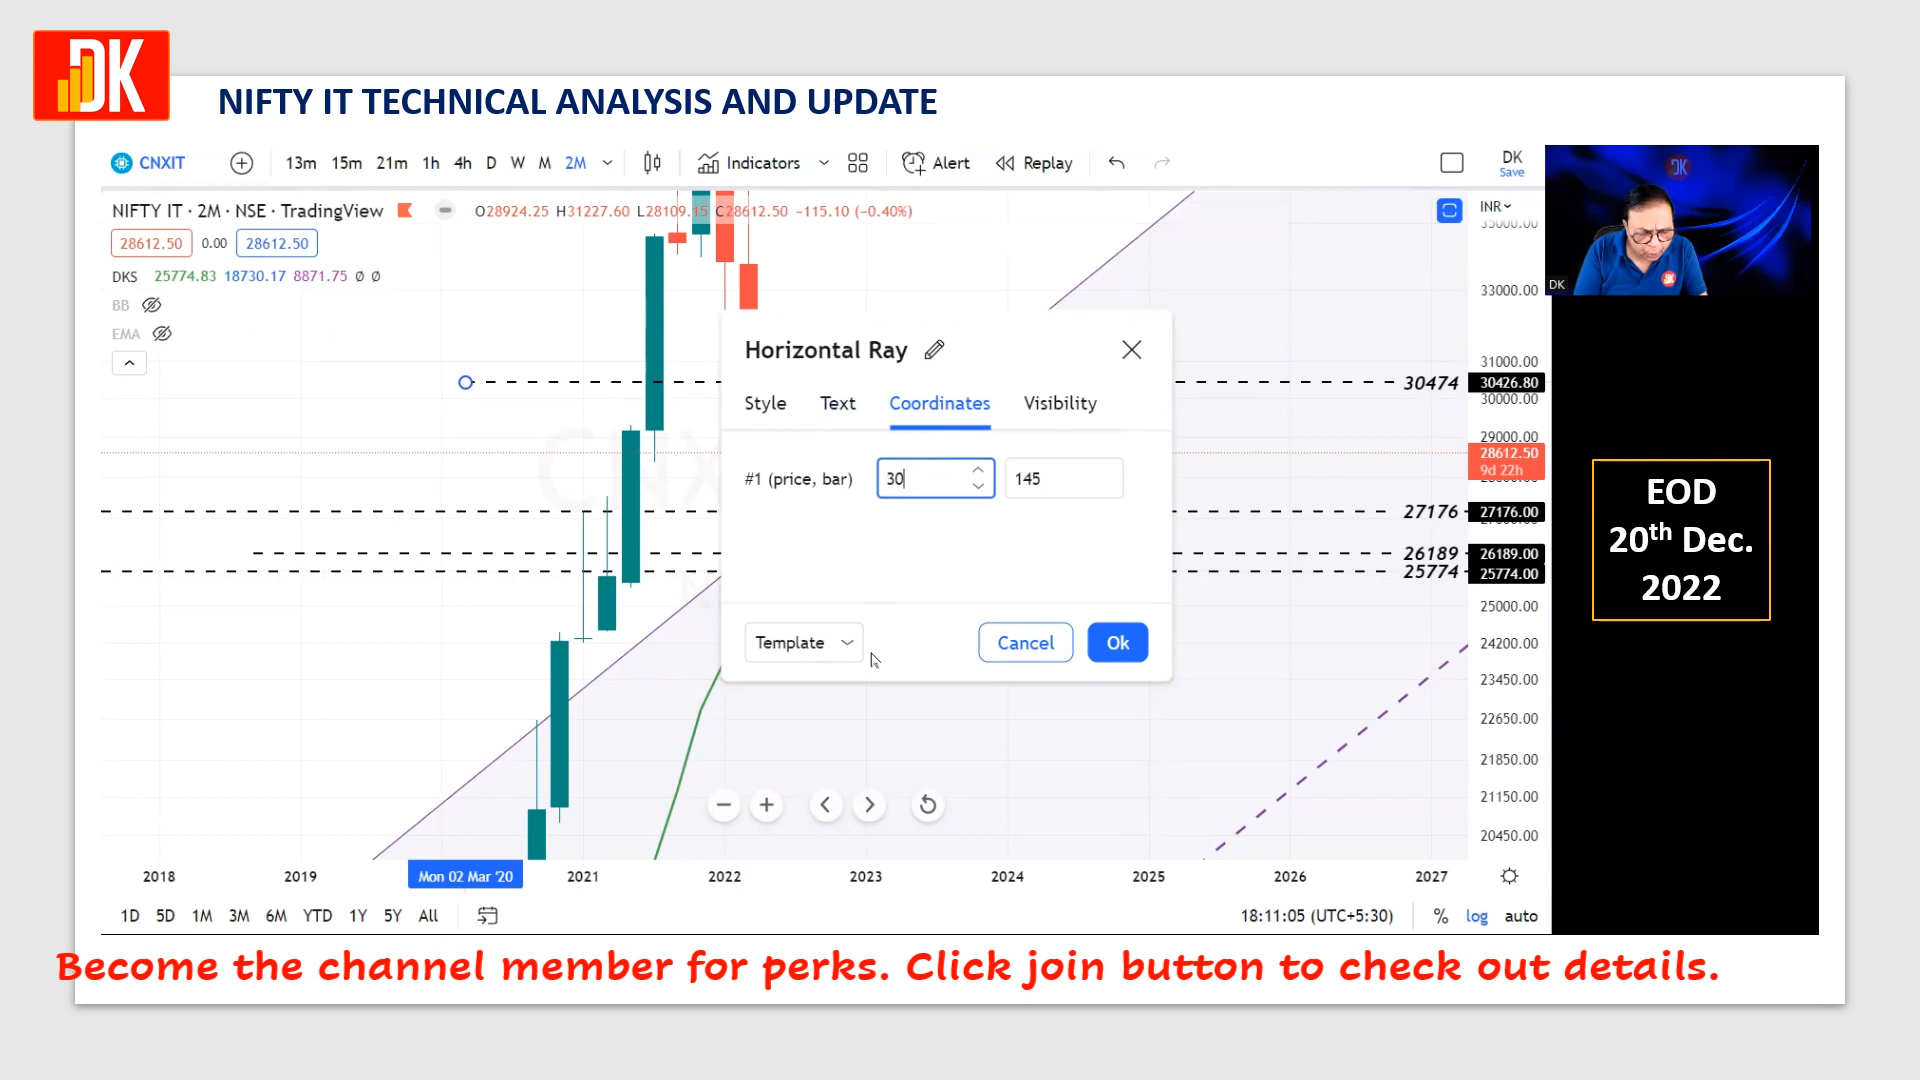 DK
NIFTY IT TECHNICAL ANALYSIS AND UPDATE
CNXIT 13m 15m 21m 1h 4h D W M 2M Indicators Alert Replay DK
Save
NIFTY IT · 2M · NSE · TradingView O28924.25 H31227.60 L28109.15 C28612.50 −115.10 (−0.40%) INR
28612.50 0.00 28612.50
DKS 25774.83 18730.17 8871.75 Ø Ø
BB
EMA
35000.00
33000.00
31000.00
30474 30426.80
30000.00
29000.00
28612.50
9d 22h
27176 27176.00
26189 26189.00
25774 25774.00
25000.00
24200.00
23450.00
22650.00
21850.00
21150.00
20450.00
Horizontal Ray
Style Text Coordinates Visibility
#1 (price, bar) 30 145
Template Cancel Ok
2018 2019 Mon 02 Mar '20 2021 2022 2023 2024 2025 2026 2027
1D 5D 1M 3M 6M YTD 1Y 5Y All 18:11:05 (UTC+5:30) % log auto
DK
DK
EOD
20th Dec.
2022
Become the channel member for perks. Click join button to check out details.